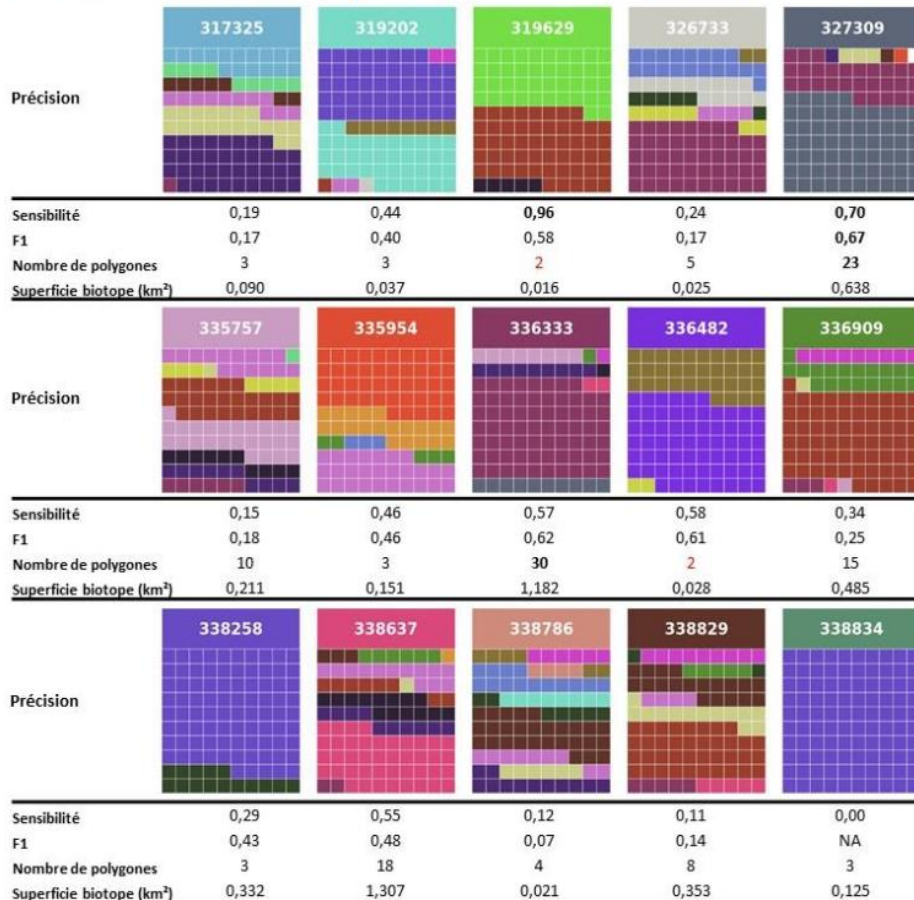 317325 319202 319629 326733 327309
Précision
Sensibilité 0,19 0,44 0,96 0,24 0,70
F1 0,17 0,40 0,58 0,17 0,67
Nombre de polygones 3 3 2 5 23
Superficie biotope (km²) 0,090 0,037 0,016 0,025 0,638
335757 335954 336333 336482 336909
Précision
Sensibilité 0,15 0,46 0,57 0,58 0,34
F1 0,18 0,46 0,62 0,61 0,25
Nombre de polygones 10 3 30 2 15
Superficie biotope (km²) 0,211 0,151 1,182 0,028 0,485
338258 338637 338786 338829 338834
Précision
Sensibilité 0,29 0,55 0,12 0,11 0,00
F1 0,43 0,48 0,07 0,14 NA
Nombre de polygones 3 18 4 8 3
Superficie biotope (km²) 0,332 1,307 0,021 0,353 0,125